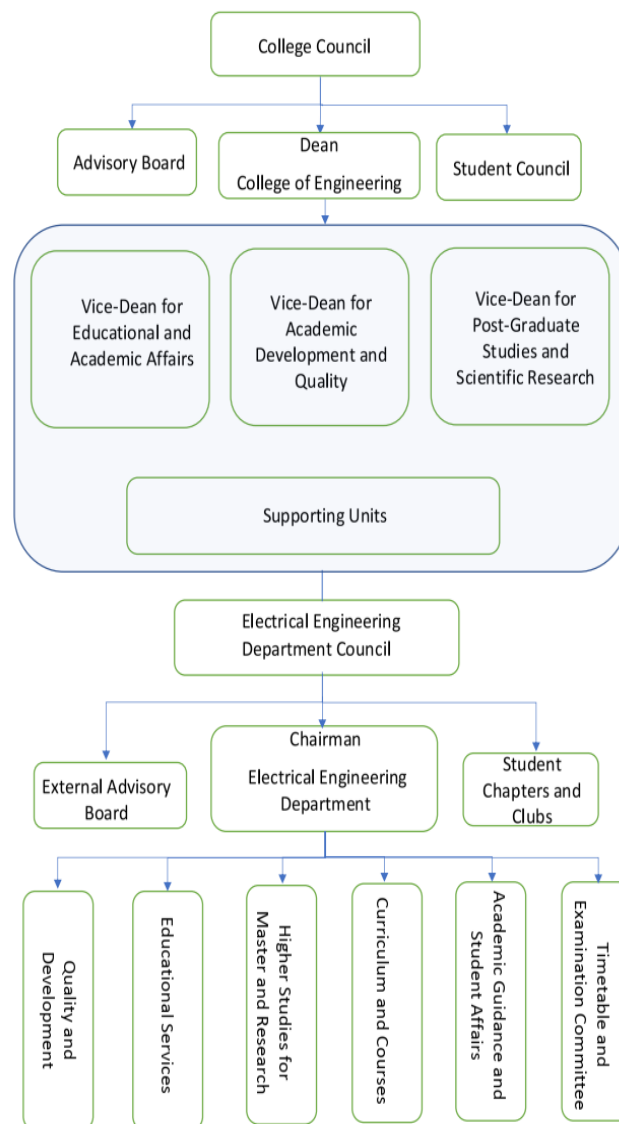 College Council
Advisory Board
Dean
College of Engineering
Student Council
Vice-Dean for
Educational and
Academic Affairs
Vice-Dean for
Academic
Development and
Quality
Vice-Dean for
Post-Graduate
Studies and
Scientific Research
Supporting Units
Electrical Engineering
Department Council
External Advisory
Board
Chairman
Electrical Engineering
Department
Student
Chapters and
Clubs
Quality and
Development
Educational Services
Higher Studies for
Master and Research
Curriculum and Courses
Academic Guidance and
Student Affairs
Timetable and
Examination Committee